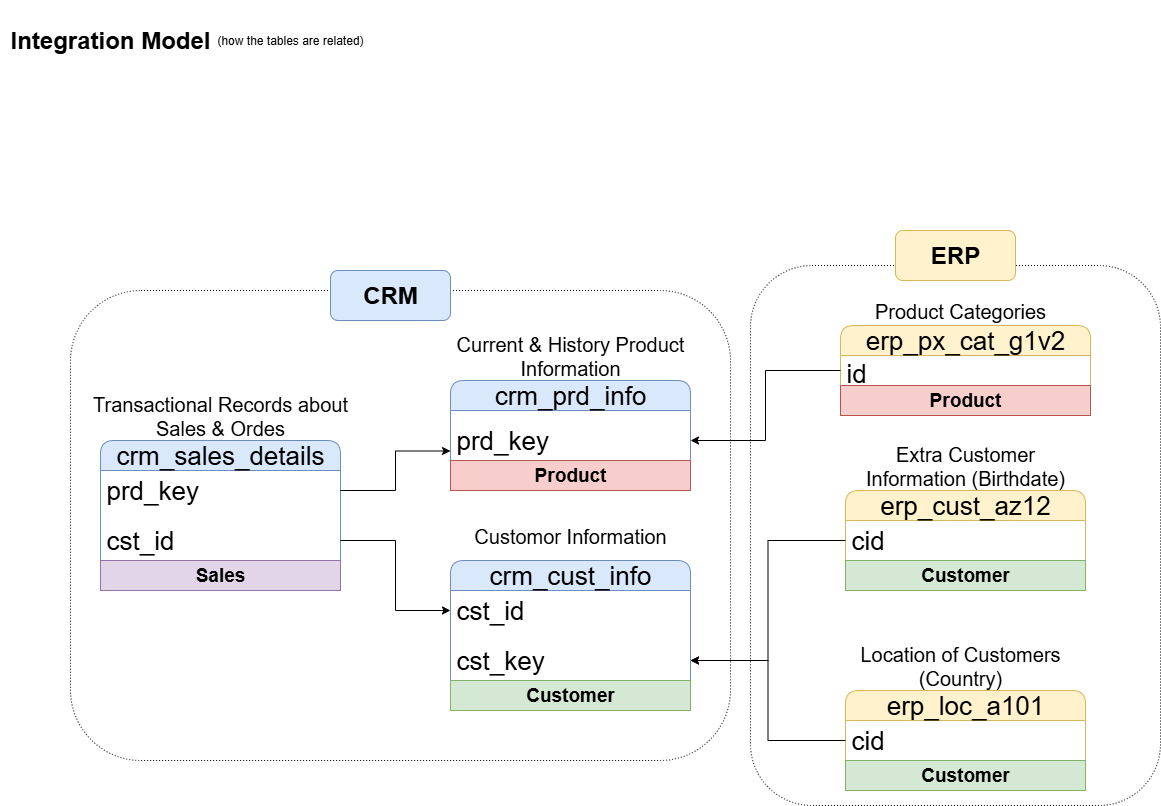 Integration Model (how the tables are related)
CRM
Transactional Records about
Sales & Ordes
crm_sales_details
prd_key
cst_id
Sales
Current & History Product
Information
crm_prd_info
prd_key
Product
Customor Information
crm_cust_info
cst_id
cst_key
Customer
ERP
Product Categories
erp_px_cat_g1v2
id
Product
Extra Customer
Information (Birthdate)
erp_cust_az12
cid
Customer
Location of Customers
(Country)
erp_loc_a101
cid
Customer